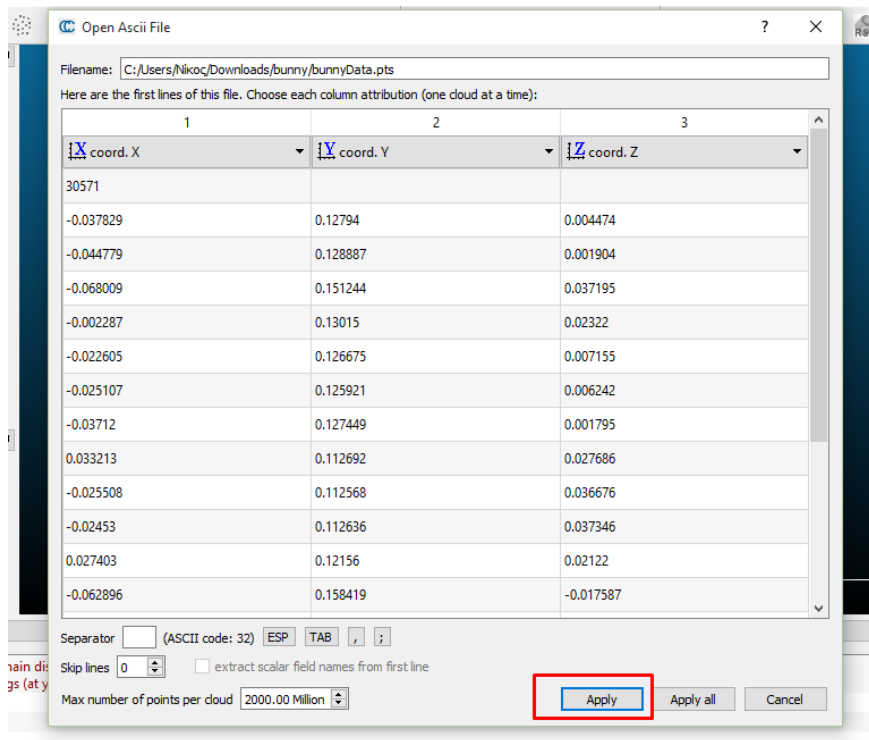 Open Ascii File
? ×
Filename: C:/Users/Νίκος/Downloads/bunny/bunnyData.pts
Here are the first lines of this file. Choose each column attribution (one cloud at a time):
1 2 3
X coord. X Y coord. Y Z coord. Z
30571
-0.037829 0.12794 0.004474
-0.044779 0.128887 0.001904
-0.068009 0.151244 0.037195
-0.002287 0.13015 0.02322
-0.022605 0.126675 0.007155
-0.025107 0.125921 0.006242
-0.03712 0.127449 0.001795
0.033213 0.112692 0.027686
-0.025508 0.112568 0.036676
-0.02453 0.112636 0.037346
0.027403 0.12156 0.02122
-0.062896 0.158419 -0.017587
Separator (ASCII code: 32) ESP TAB , ;
Skip lines 0 extract scalar field names from first line
Max number of points per cloud 2000.00 Million Apply Apply all Cancel
gs (at y